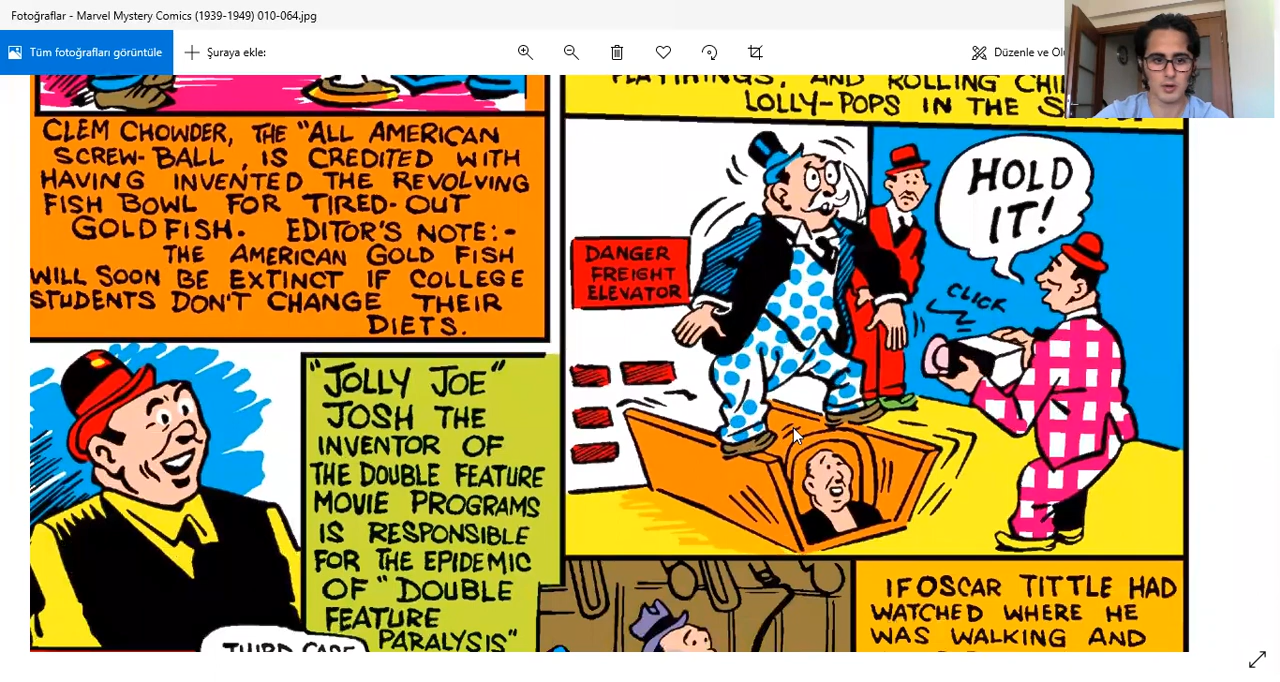 Fotoğraflar - Marvel Mystery Comics (1939-1949) 010-064.jpg
Tüm fotoğrafları görüntüle
Şuraya ekle:
Düzenle ve Ol
CLEM CHOWDER, THE "ALL AMERICAN
SCREW-BALL, IS CREDITED WITH
HAVING INVENTED THE REVOLVING
FISH BOWL FOR TIRED-OUT
GOLD FISH. EDITOR'S NOTE:-
THE AMERICAN GOLD FISH
WILL SOON BE EXTINCT IF COLLEGE
STUDENTS DON'T CHANGE THEIR
DIETS.
"JOLLY JOE"
JOSH THE
INVENTOR OF
THE DOUBLE FEATURE
MOVIE PROGRAMS
IS RESPONSIBLE
FOR THE EPIDEMIC
OF "DOUBLE
FEATURE
PARALYSIS"
THIRD CASE
PLAYTHINGS, AND ROLLING
LOLLY-POPS IN THE
DANGER
FREIGHT
ELEVATOR
HOLD
IT!
CLICK
IF OSCAR TITTLE HAD
WATCHED WHERE HE
WAS WALKING AND